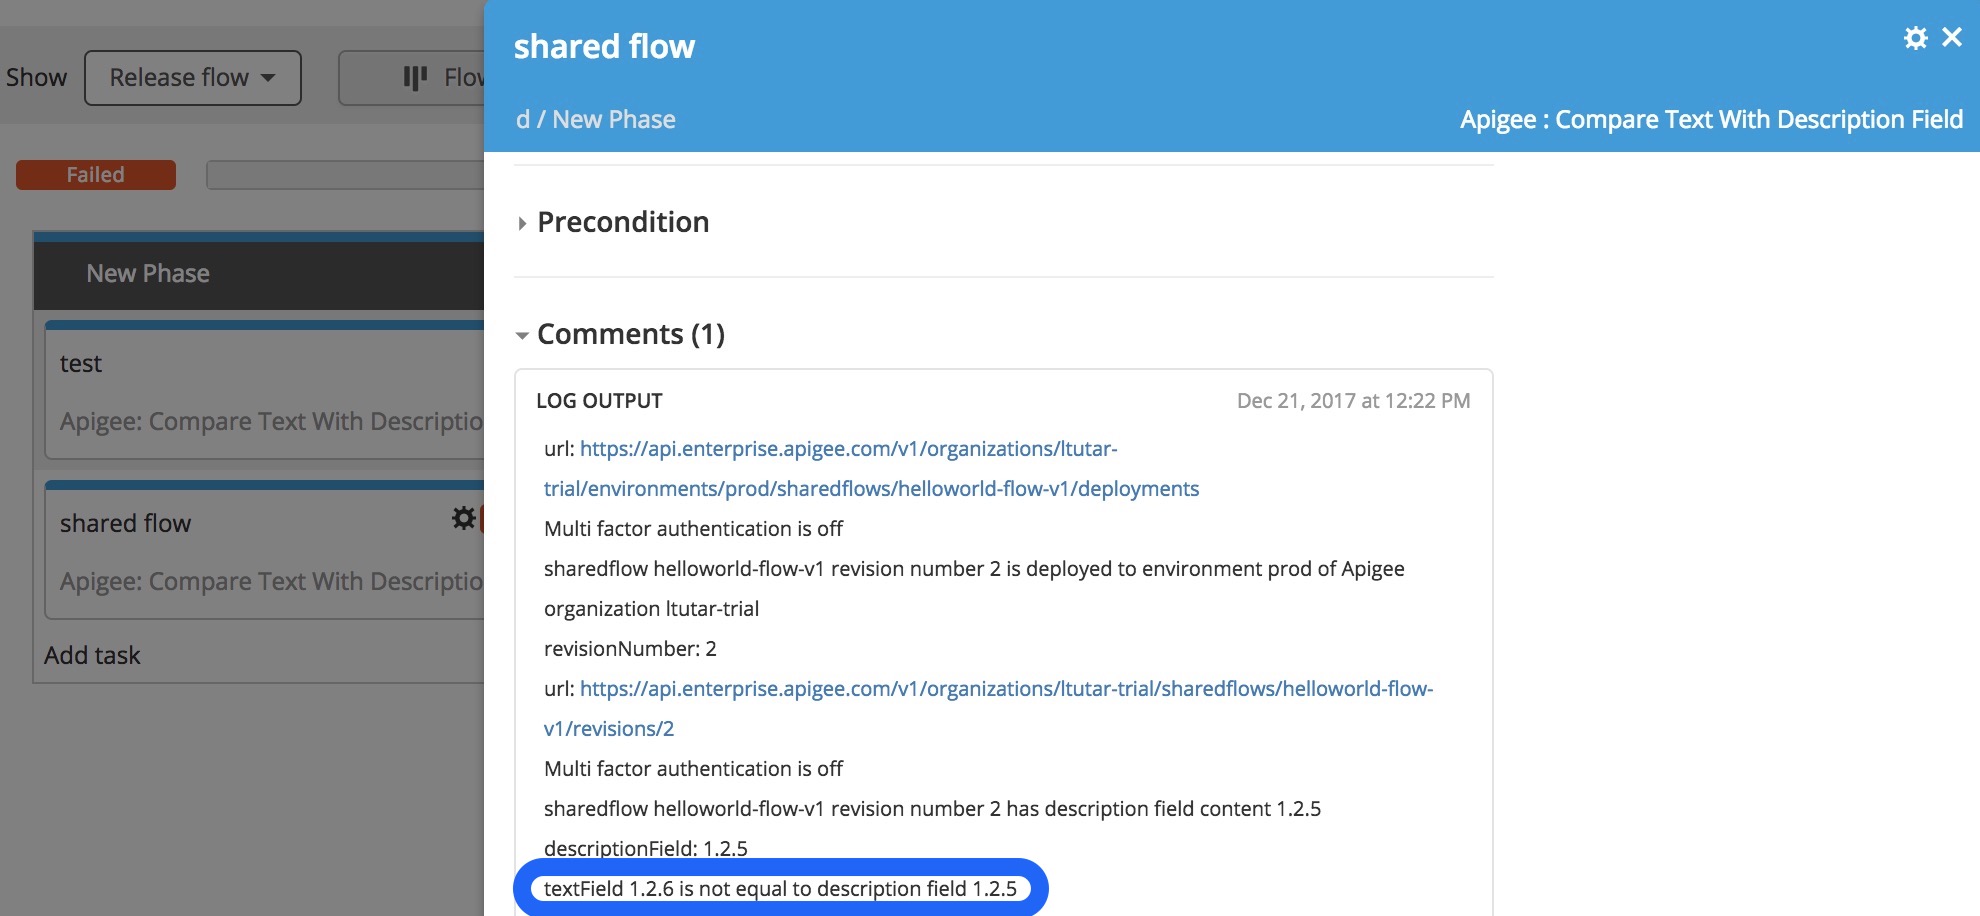 Show
Release flow
Flow
Failed
New Phase
test
Apigee: Compare Text With Descriptio
shared flow
Apigee: Compare Text With Descriptio
Add task
shared flow
d / New Phase
Apigee : Compare Text With Description Field
Precondition
Comments (1)
LOG OUTPUT
Dec 21, 2017 at 12:22 PM
url: https://api.enterprise.apigee.com/v1/organizations/ltutar-
trial/environments/prod/sharedflows/helloworld-flow-v1/deployments
Multi factor authentication is off
sharedflow helloworld-flow-v1 revision number 2 is deployed to environment prod of Apigee
organization ltutar-trial
revisionNumber: 2
url: https://api.enterprise.apigee.com/v1/organizations/ltutar-trial/sharedflows/helloworld-flow-
v1/revisions/2
Multi factor authentication is off
sharedflow helloworld-flow-v1 revision number 2 has description field content 1.2.5
descriptionField: 1.2.5
textField 1.2.6 is not equal to description field 1.2.5